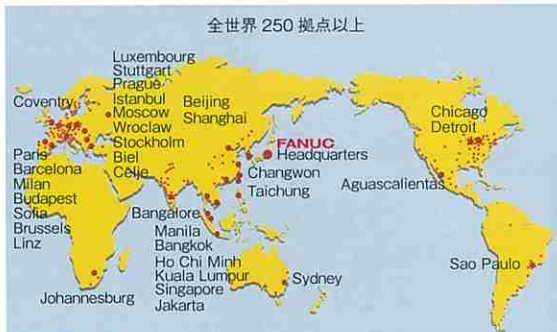 全世界 250 拠点以上
Luxembourg
Stuttgart
Prague
Istanbul
Moscow
Wroclaw
Stockholm
Biel
Celje
Coventry
Paris
Barcelona
Milan
Budapest
Sofia
Brussels
Linz
Beijing
Shanghai
FANUC
Headquarters
Changwon
Taichung
Bangalore
Manila
Bangkok
Ho Chi Minh
Kuala Lumpur
Singapore
Jakarta
Johannesburg
Sydney
Chicago
Detroit
Aguascalientas
Sao Paulo